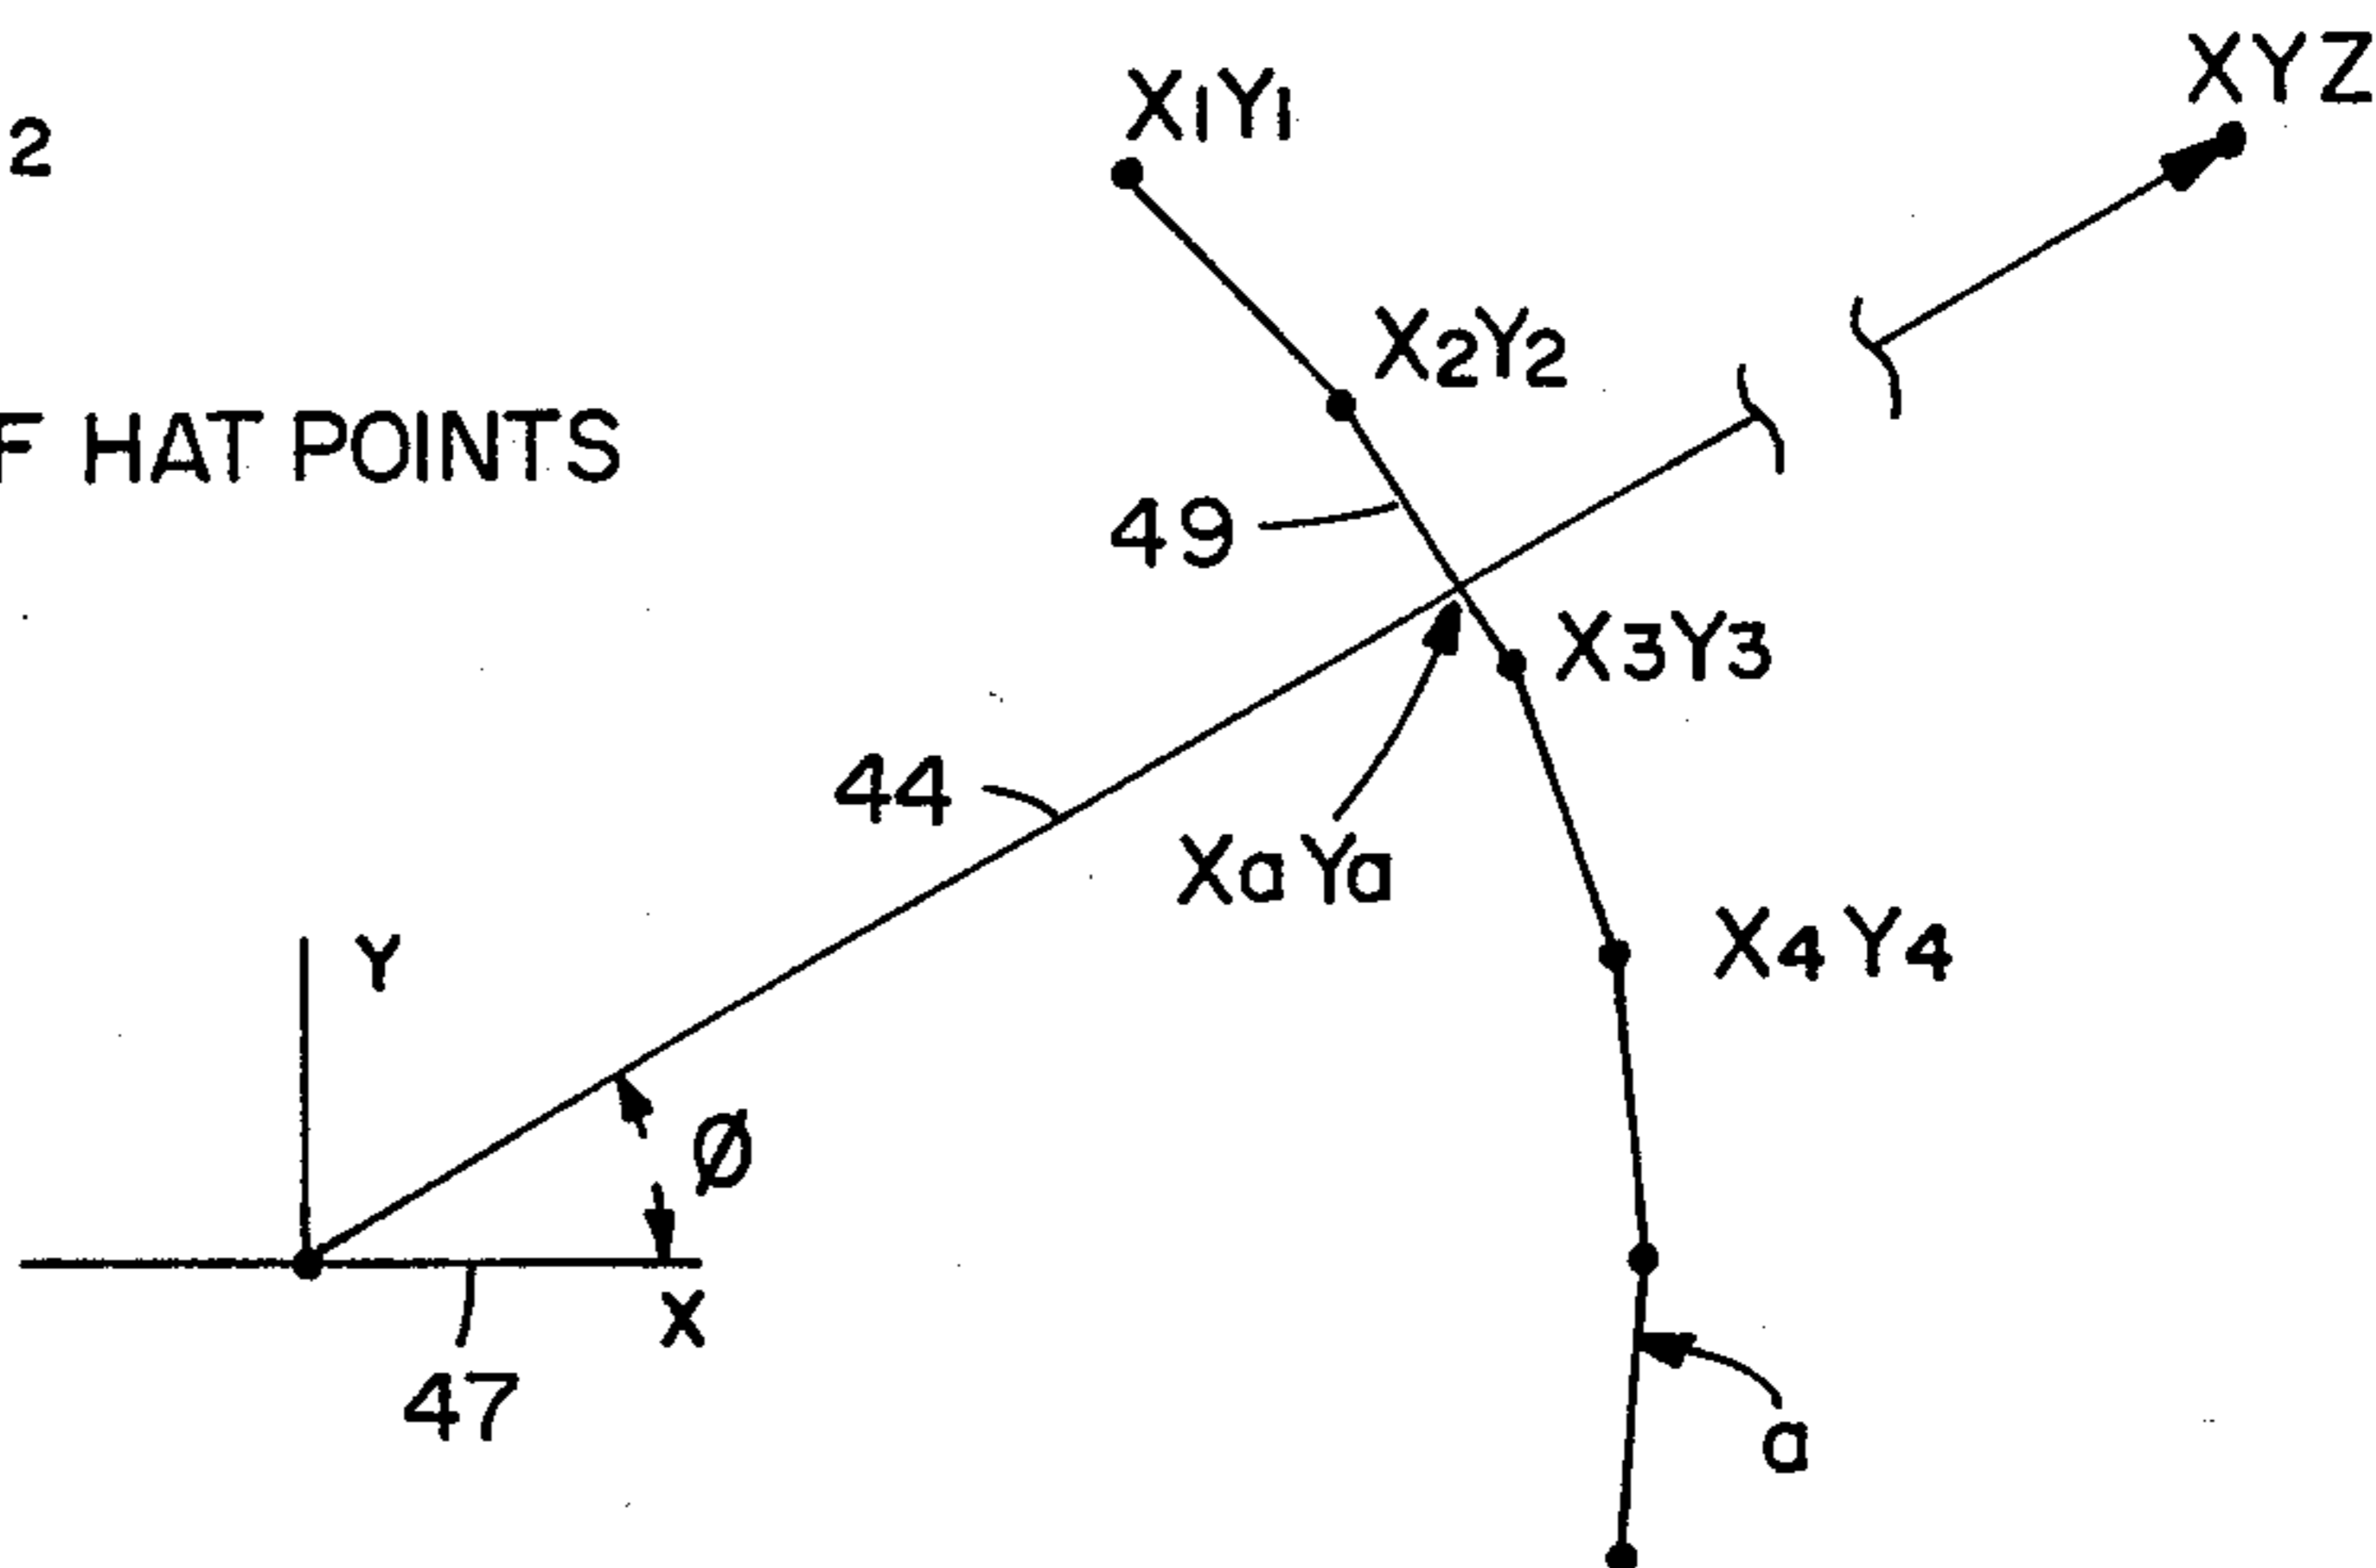 X1Y1
XYZ
2
X2Y2
F HAT POINTS
49
X3Y3
44
XaYa
X4Y4
Y
Ø
X
47
a